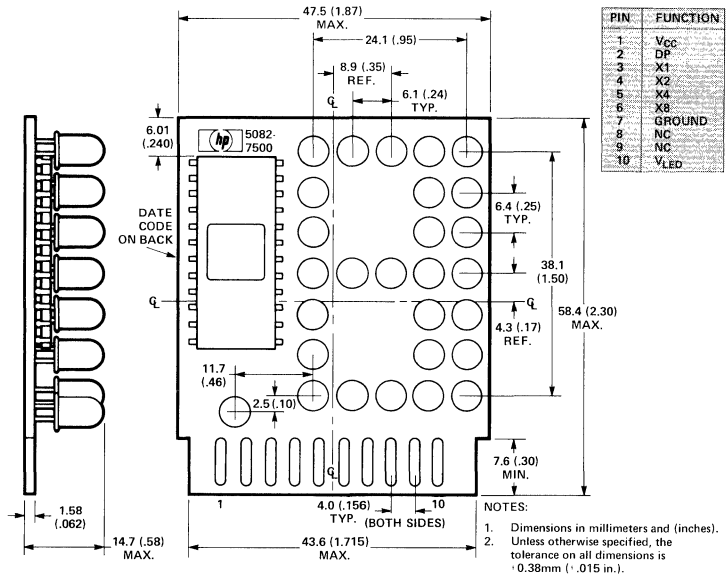 47.5 (1.87)
MAX.
24.1 (.95)
8.9 (.35)
REF.
6.1 (.24)
TYP.
6.01
(.240)
hp
5082-
7500
DATE
CODE
ON BACK
6.4 (.25)
TYP.
38.1
(1.50)
58.4 (2.30)
MAX.
4.3 (.17)
REF.
11.7
(.46)
2.5 (.10)
7.6 (.30)
MIN.
1
10
4.0 (.156)
TYP. (BOTH SIDES)
1.58
(.062)
14.7 (.58)
MAX.
43.6 (1.715)
MAX.
PIN FUNCTION
1 VCC
2 DP
3 X1
4 X2
5 X4
6 X8
7 GROUND
8 NC
9 NC
10 VLED
NOTES:
1. Dimensions in millimeters and (inches).
2. Unless otherwise specified, the
tolerance on all dimensions is
0.38mm ( .015 in.).